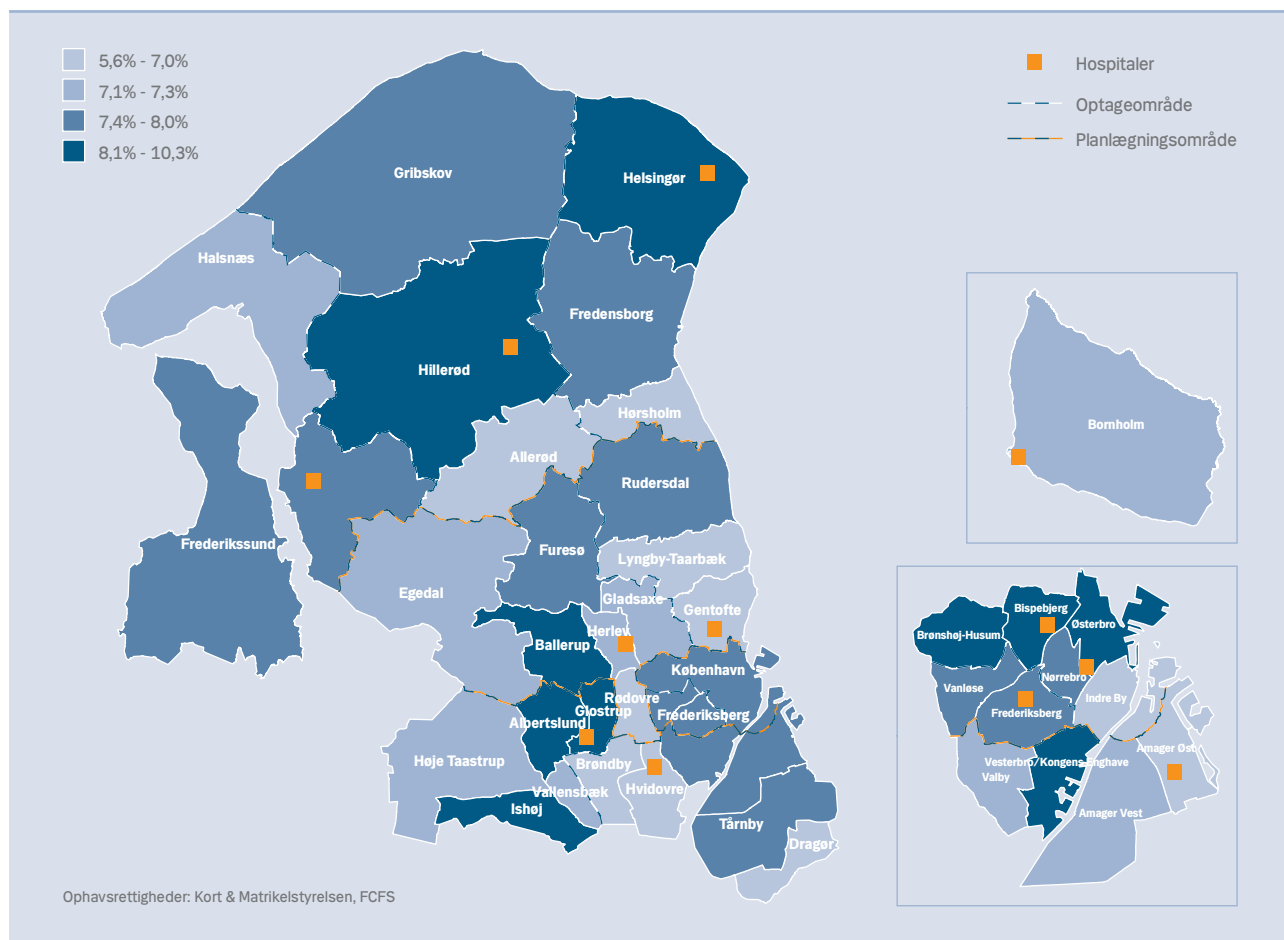 5,6% - 7,0%
7,1% - 7,3%
7,4% - 8,0%
8,1% - 10,3%
Hospitaler
Optageområde
Planlægningsområde
Gribskov
Helsingør
Halsnæs
Fredensborg
Hillerød
Hørsholm
Allerød
Rudersdal
Frederikssund
Furesø
Lyngby-Taarbæk
Egedal
Gladsaxe
Gentofte
Herlev
Ballerup
København
Rødovre
Glostrup
Frederiksberg
Albertslund
Høje Taastrup
Brøndby
Vallensbæk
Hvidovre
Ishøj
Tårnby
Dragør
Bornholm
Bispebjerg
Østerbro
Brønshøj-Husum
Nørrebro
Vanløse
Indre By
Frederiksberg
Amager Øst
Vesterbro/Kongens Enghave
Valby
Amager Vest
Ophavsrettigheder: Kort & Matrikelstyrelsen, FCFS